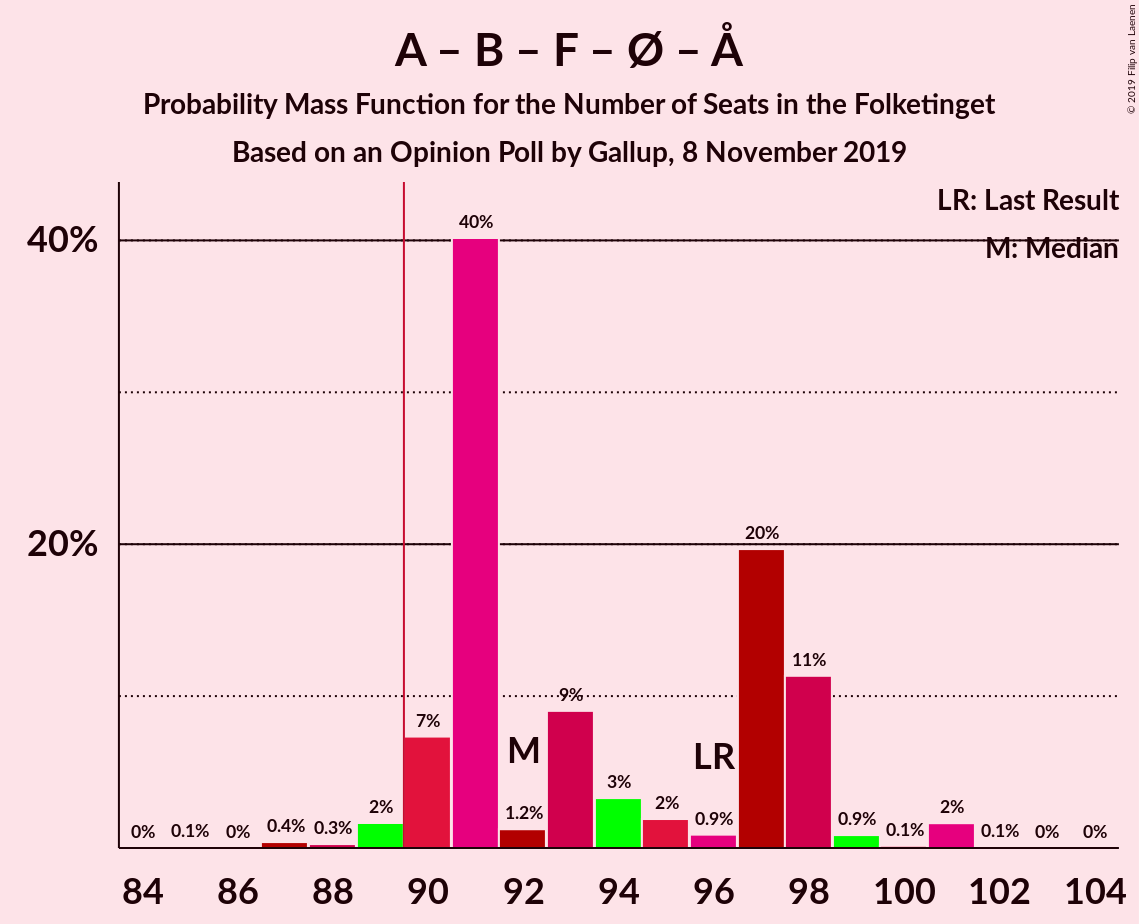 A – B – F – Ø – Å
Probability Mass Function for the Number of Seats in the Folketinget
Based on an Opinion Poll by Gallup, 8 November 2019
© 2019 Filip van Laenen
LR: Last Result
M: Median
40%
20%
0%
0.1%
0%
0.4%
0.3%
2%
7%
40%
1.2%
9%
3%
2%
0.9%
20%
11%
0.9%
0.1%
2%
0.1%
0%
0%
M
LR
84 86 88 90 92 94 96 98 100 102 104